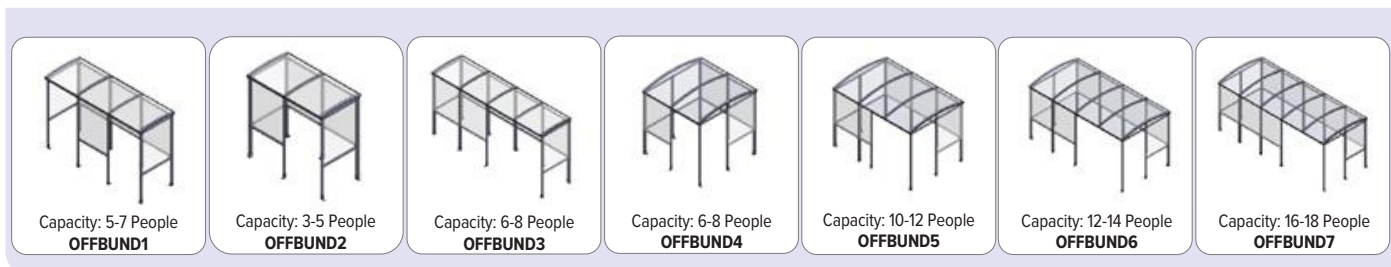 Capacity: 5-7 People
OFFBUND1
Capacity: 3-5 People
OFFBUND2
Capacity: 6-8 People
OFFBUND3
Capacity: 6-8 People
OFFBUND4
Capacity: 10-12 People
OFFBUND5
Capacity: 12-14 People
OFFBUND6
Capacity: 16-18 People
OFFBUND7